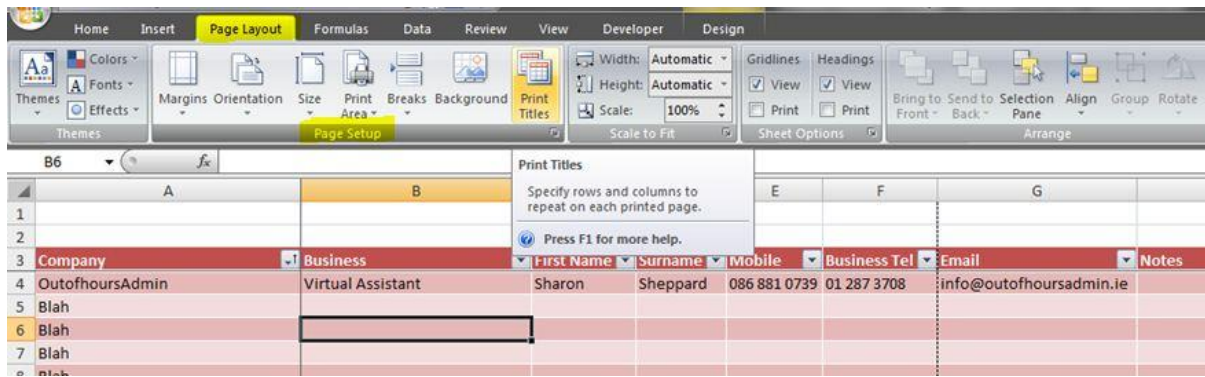 Home Insert Page Layout Formulas Data Review View Developer Design
Aa Colors Width: Automatic Gridlines Headings
A Fonts Height: Automatic View View
Themes Effects Margins Orientation Size Print Area Breaks Background Print Titles Scale: 100% Print Print Bring to Front Send to Back Selection Pane Align Group Rotate
Themes Page Setup Scale to Fit Sheet Options Arrange
B6 fx Print Titles
Specify rows and columns to
repeat on each printed page.
Press F1 for more help.
A B E F G
1
2
3 Company Business First Name Surname Mobile Business Tel Email Notes
4 OutofhoursAdmin Virtual Assistant Sharon Sheppard 086 881 0739 01 287 3708 info@outofhoursadmin.ie
5 Blah
6 Blah
7 Blah
8 Blah